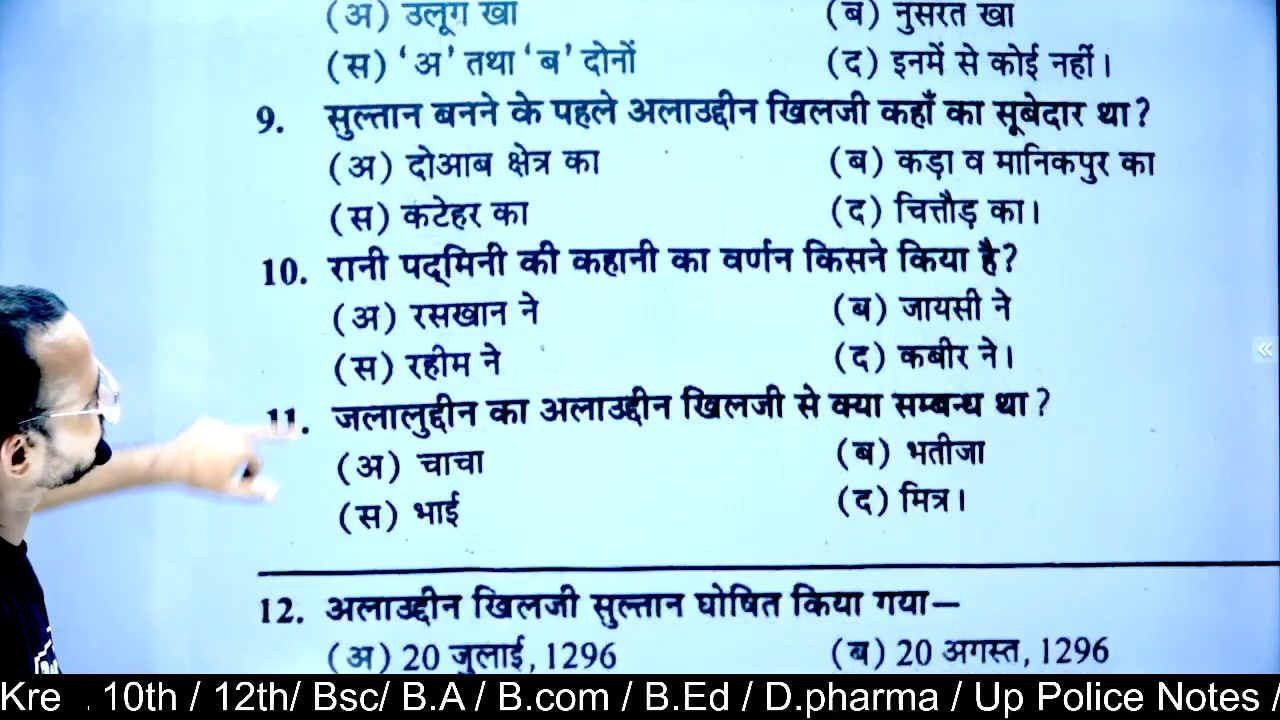 (अ) उलूग खाँ (ब) नुसरत खाँ
(स) ‘अ’ तथा ‘ब’ दोनों (द) इनमें से कोई नहीं।
9. सुल्तान बनने के पहले अलाउद्दीन खिलजी कहाँ का सूबेदार था?
(अ) दोआब क्षेत्र का (ब) कड़ा व मानिकपुर का
(स) कटेहर का (द) चित्तौड़ का।
10. रानी पद्‌मिनी की कहानी का वर्णन किसने किया है?
(अ) रसखान ने (ब) जायसी ने
(स) रहीम ने (द) कबीर ने।
11. जलालुद्दीन का अलाउद्दीन खिलजी से क्या सम्बन्ध था?
(अ) चाचा (ब) भतीजा
(स) भाई (द) मित्र।
12. अलाउद्दीन खिलजी सुल्तान घोषित किया गया—
(अ) 20 जुलाई, 1296 (ब) 20 अगस्त, 1296
Kre . 10th / 12th/ Bsc/ B.A / B.com / B.Ed / D.pharma / Up Police Notes /